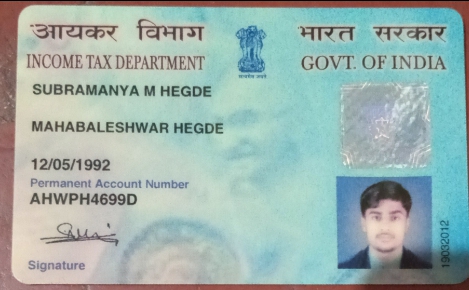 आयकर विभाग
INCOME TAX DEPARTMENT
भारत सरकार
GOVT. OF INDIA
सत्यमेव जयते
SUBRAMANYA M HEGDE
MAHABALESHWAR HEGDE
12/05/1992
Permanent Account Number
AHWPH4699D
Signature
19032012